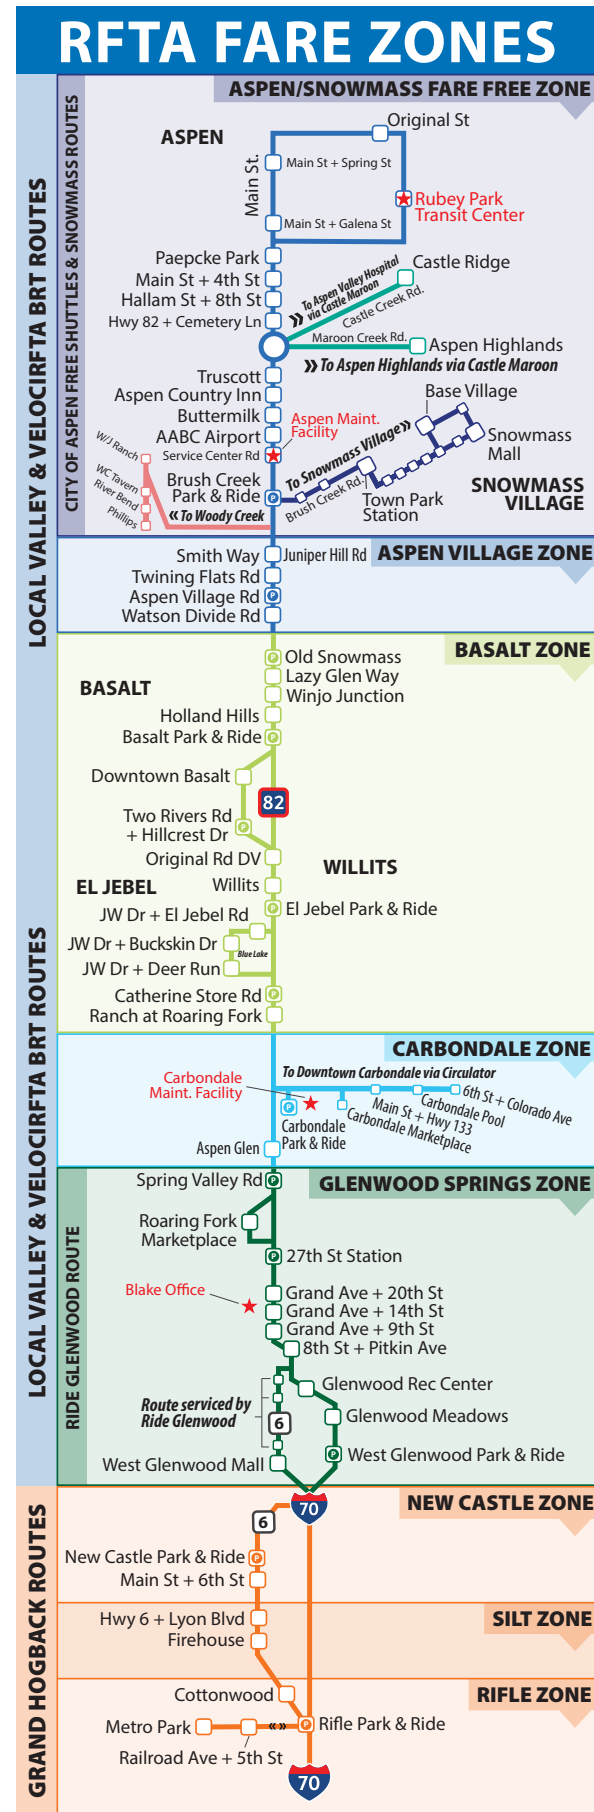 RFTA FARE ZONES
LOCAL VALLEY & VELOCIRFTA BRT ROUTES
CITY OF ASPEN FREE SHUTTLES & SNOWMASS ROUTES
ASPEN/SNOWMASS FARE FREE ZONE
ASPEN
Original St
Main St.
Main St + Spring St
Rubey Park
Transit Center
Main St + Galena St
Paepcke Park
Main St + 4th St
Hallam St + 8th St
Hwy 82 + Cemetery Ln
To Aspen Valley Hospital
via Castle Maroon
Castle Ridge
Castle Creek Rd.
Maroon Creek Rd.
Aspen Highlands
» To Aspen Highlands via Castle Maroon
Truscott
Aspen Country Inn
Buttermilk
AABC Airport
Service Center Rd
Aspen Maint.
Facility
Brush Creek
Park & Ride
P
To Snowmass Village »
Brush Creek Rd.
Base Village
Snowmass
Mall
Town Park
Station
SNOWMASS
VILLAGE
W/J Ranch
WC Tavern
River Bend
Phillips
« To Woody Creek
ASPEN VILLAGE ZONE
Smith Way
Juniper Hill Rd
Twining Flats Rd
Aspen Village Rd
P
Watson Divide Rd
BASALT ZONE
P
Old Snowmass
Lazy Glen Way
Winjo Junction
BASALT
Holland Hills
Basalt Park & Ride
P
Downtown Basalt
82
Two Rivers Rd
+ Hillcrest Dr
P
Original Rd DV
WILLITS
EL JEBEL
Willits
P
El Jebel Park & Ride
JW Dr + El Jebel Rd
JW Dr + Buckskin Dr
Blue Lake
JW Dr + Deer Run
Catherine Store Rd
P
Ranch at Roaring Fork
LOCAL VALLEY & VELOCIRFTA BRT ROUTES
CARBONDALE ZONE
To Downtown Carbondale via Circulator
Carbondale
Maint. Facility
P
Carbondale
Park & Ride
6th St + Colorado Ave
Carbondale Pool
Main St + Hwy 133
Carbondale Marketplace
Aspen Glen
RIDE GLENWOOD ROUTE
GLENWOOD SPRINGS ZONE
Spring Valley Rd
P
Roaring Fork
Marketplace
P
27th St Station
Blake Office
Grand Ave + 20th St
Grand Ave + 14th St
Grand Ave + 9th St
8th St + Pitkin Ave
Glenwood Rec Center
Route serviced by
Ride Glenwood
6
Glenwood Meadows
P
West Glenwood Park & Ride
West Glenwood Mall
GRAND HOGBACK ROUTES
70
NEW CASTLE ZONE
6
New Castle Park & Ride
P
Main St + 6th St
SILT ZONE
Hwy 6 + Lyon Blvd
Firehouse
RIFLE ZONE
Cottonwood
P
Rifle Park & Ride
Metro Park
« »
Railroad Ave + 5th St
70